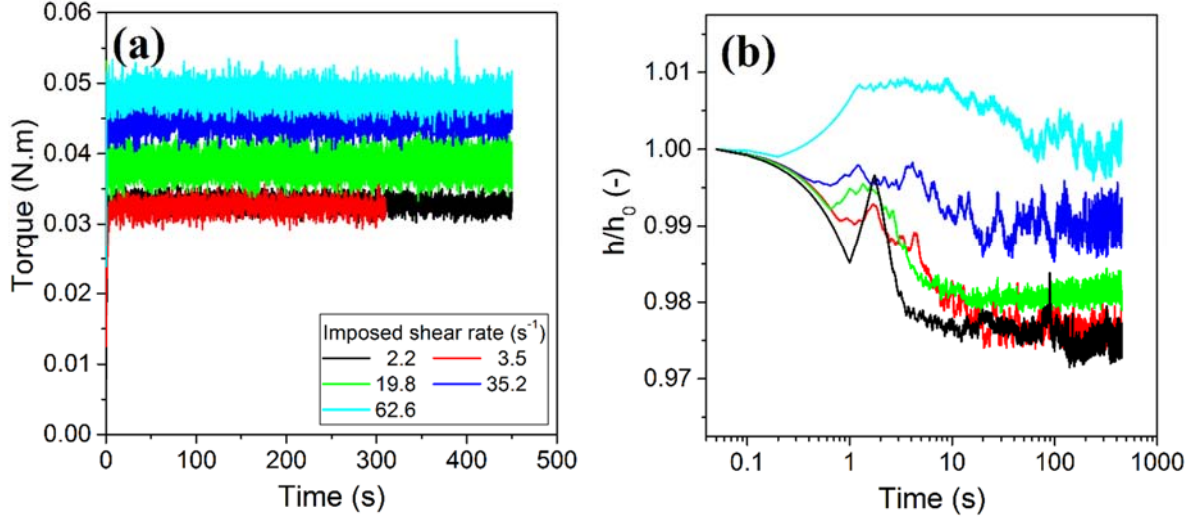 (a)
0.06
0.05
0.04
0.03
0.02
0.01
0.00
Torque (N.m)
Imposed shear rate (s⁻¹)
2.2 3.5
19.8 35.2
62.6
0 100 200 300 400 500
Time (s)
(b)
1.01
1.00
0.99
0.98
0.97
h/h₀ (-)
0.1 1 10 100 1000
Time (s)